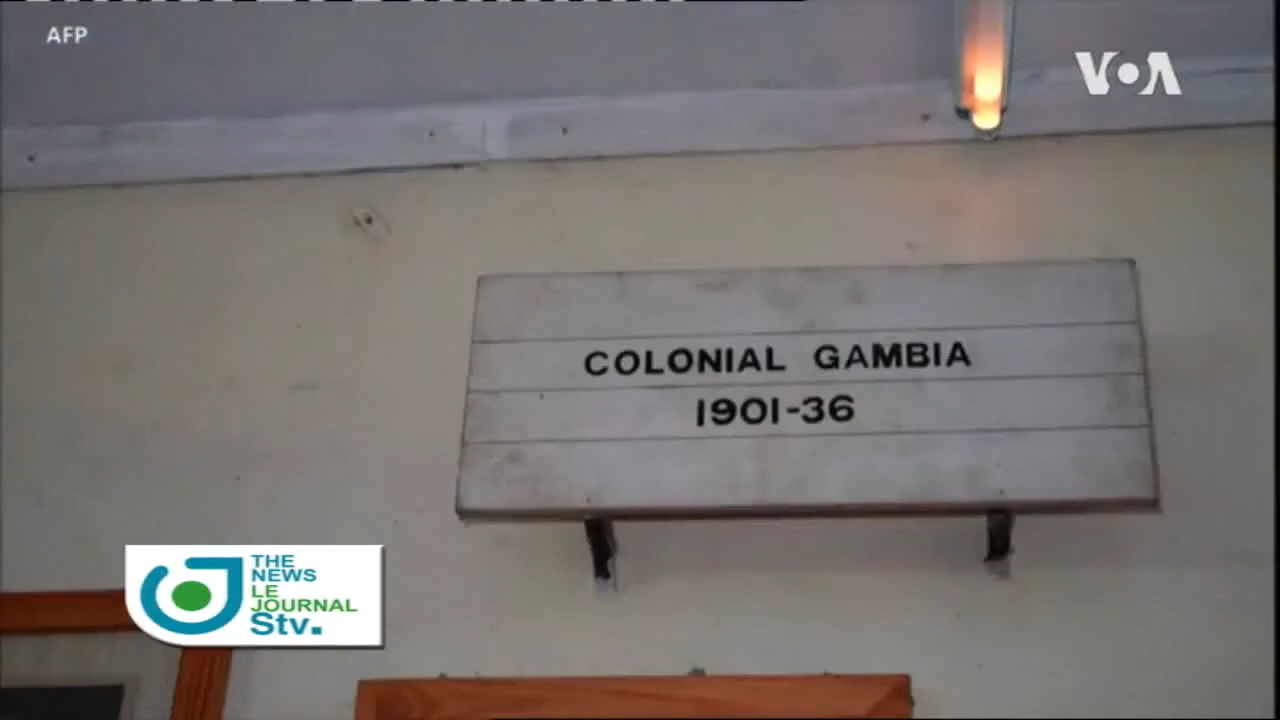 AFP
VOA
COLONIAL GAMBIA
1901-36
THE
NEWS
LE
JOURNAL
Stv.